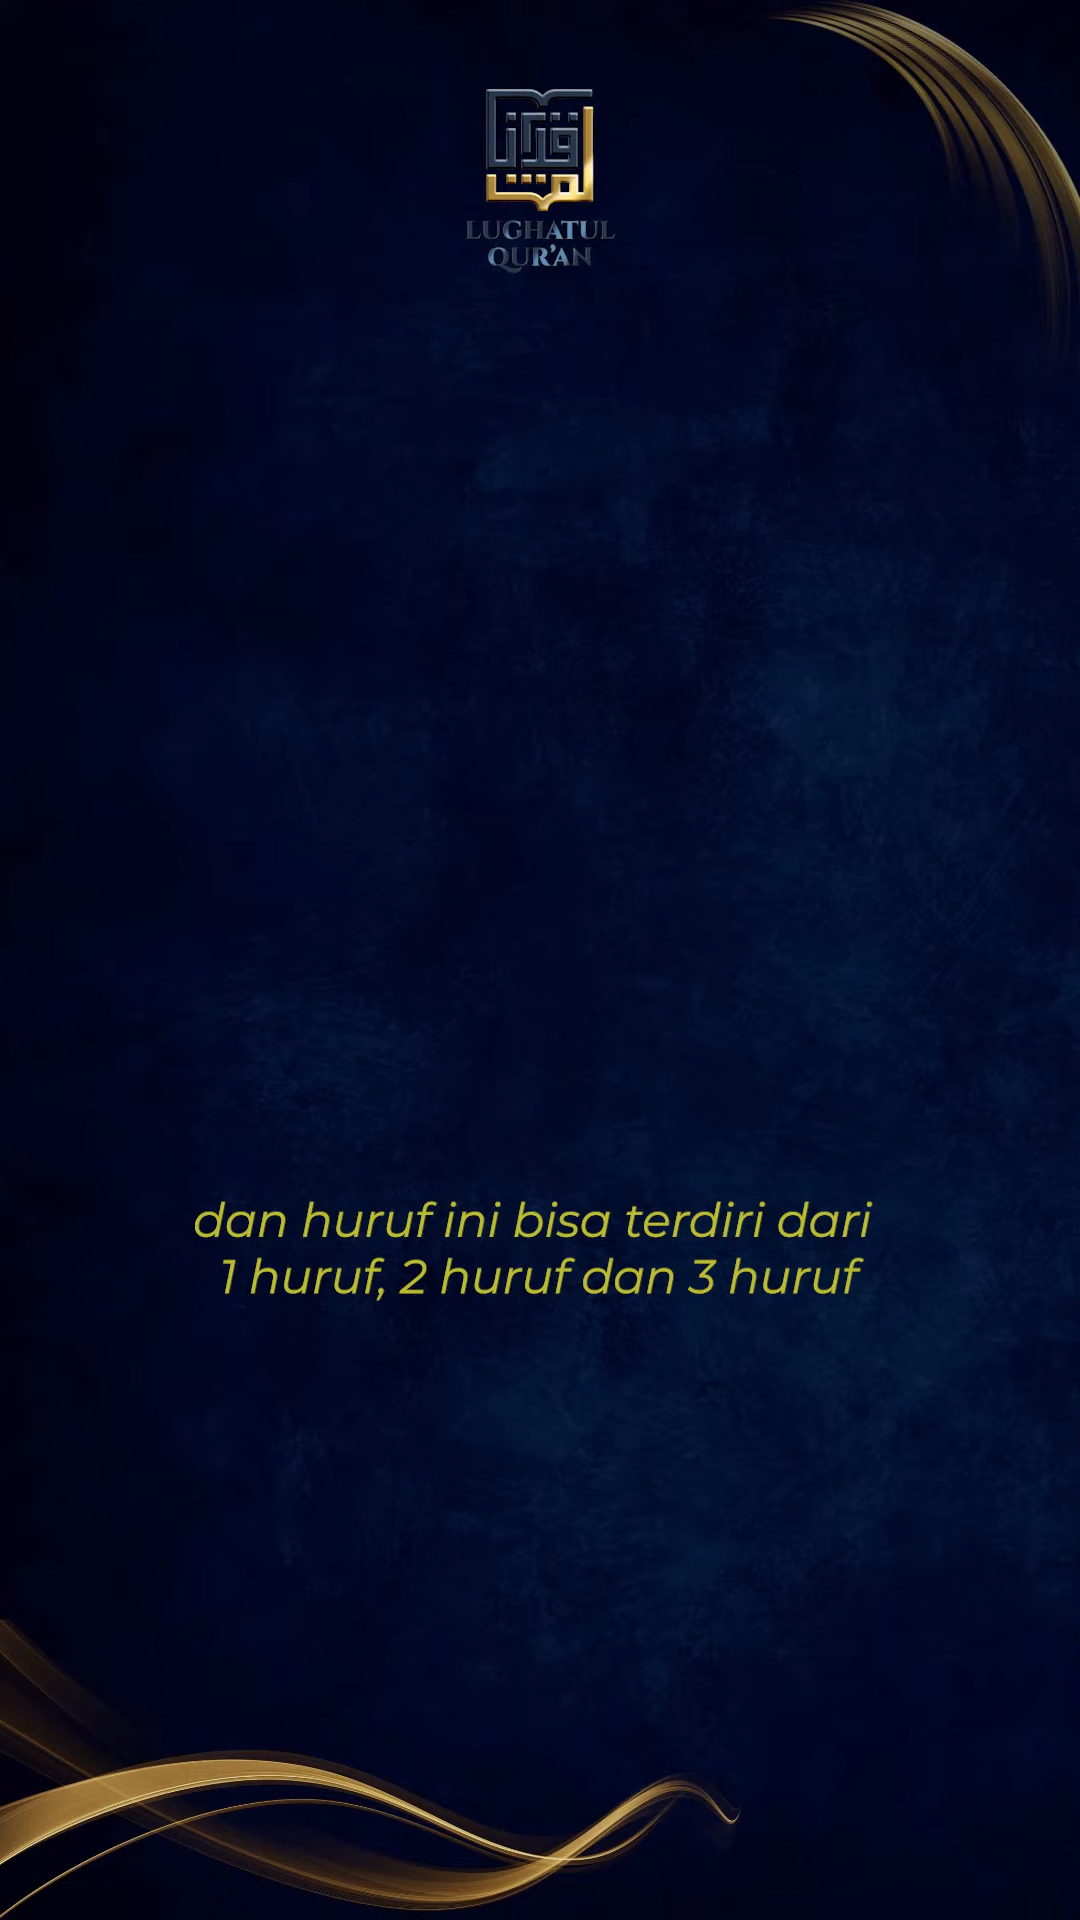 LUGHATUL
QUR'AN
dan huruf ini bisa terdiri dari
1 huruf, 2 huruf dan 3 huruf